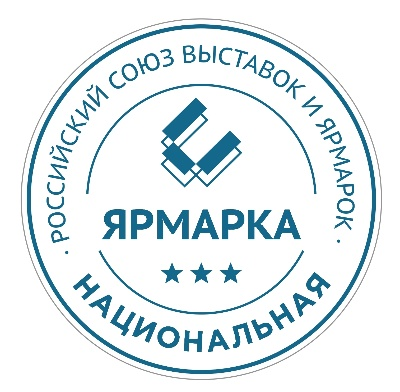 · РОССИЙСКИЙ СОЮЗ ВЫСТАВОК И ЯРМАРОК ·
ЯРМАРКА
★★★
НАЦИОНАЛЬНАЯ